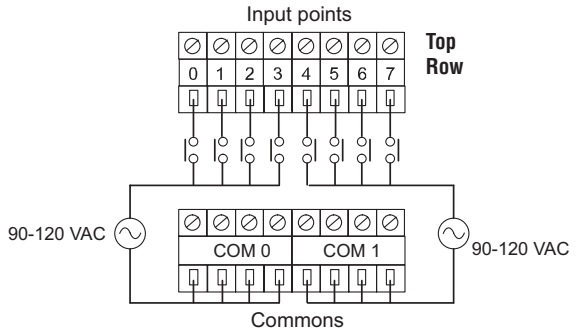 Input points
Top
Row
0 1 2 3 4 5 6 7
90-120 VAC
COM 0 COM 1
90-120 VAC
Commons